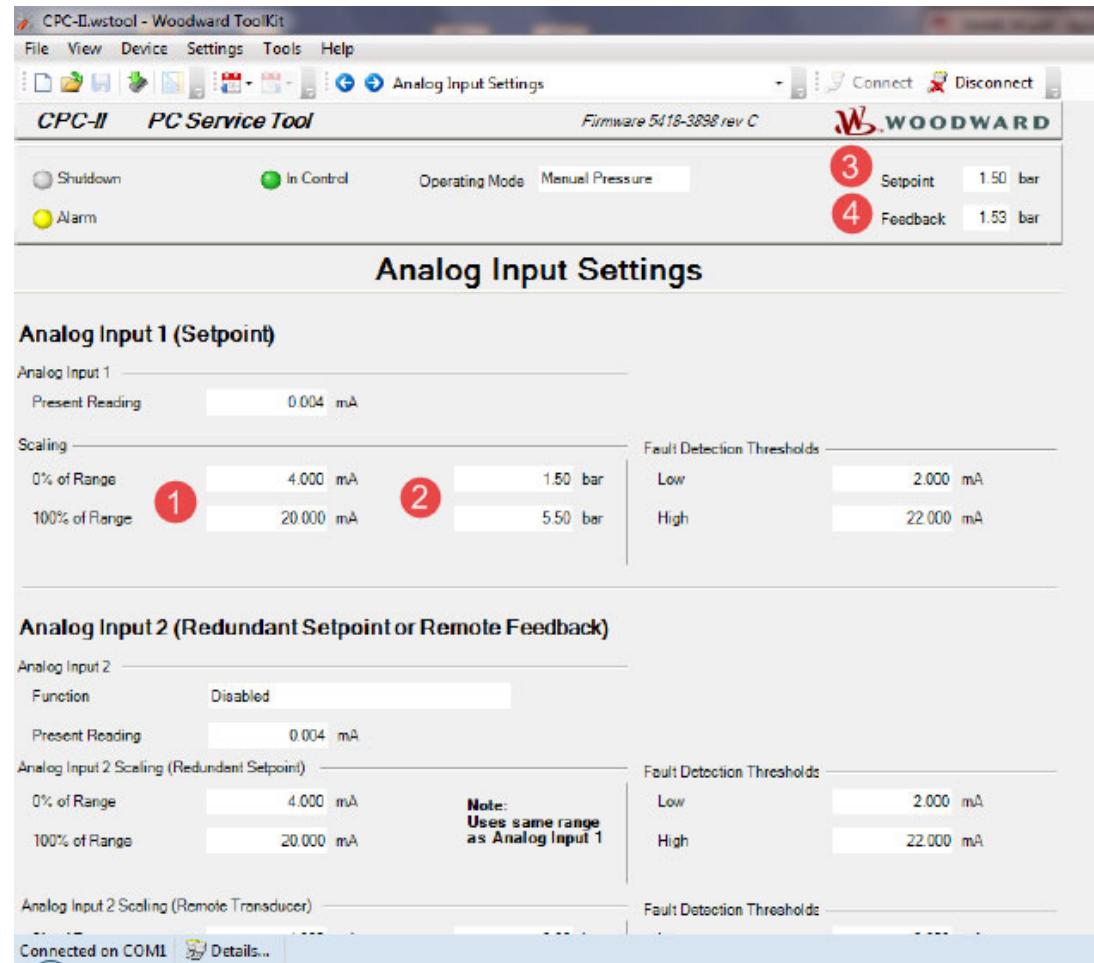 CPC-II.wstool - Woodward ToolKit
File View Device Settings Tools Help
Analog Input Settings Connect Disconnect
CPC-II PC Service Tool Firmware 5418-3898 rev C WOODWARD
Shutdown In Control Operating Mode Manual Pressure 3 Setpoint 1.50 bar
Alarm 4 Feedback 1.53 bar
Analog Input Settings
Analog Input 1 (Setpoint)
Analog Input 1
Present Reading 0.004 mA
Scaling Fault Detection Thresholds
0% of Range 4.000 mA 1.50 bar Low 2.000 mA
1 2
100% of Range 20.000 mA 5.50 bar High 22.000 mA
Analog Input 2 (Redundant Setpoint or Remote Feedback)
Analog Input 2
Function Disabled
Present Reading 0.004 mA
Analog Input 2 Scaling (Redundant Setpoint) Fault Detection Thresholds
0% of Range 4.000 mA Note: Low 2.000 mA
Uses same range
100% of Range 20.000 mA as Analog Input 1 High 22.000 mA
Analog Input 2 Scaling (Remote Transducer) Fault Detection Thresholds
Connected on COM1 Details...